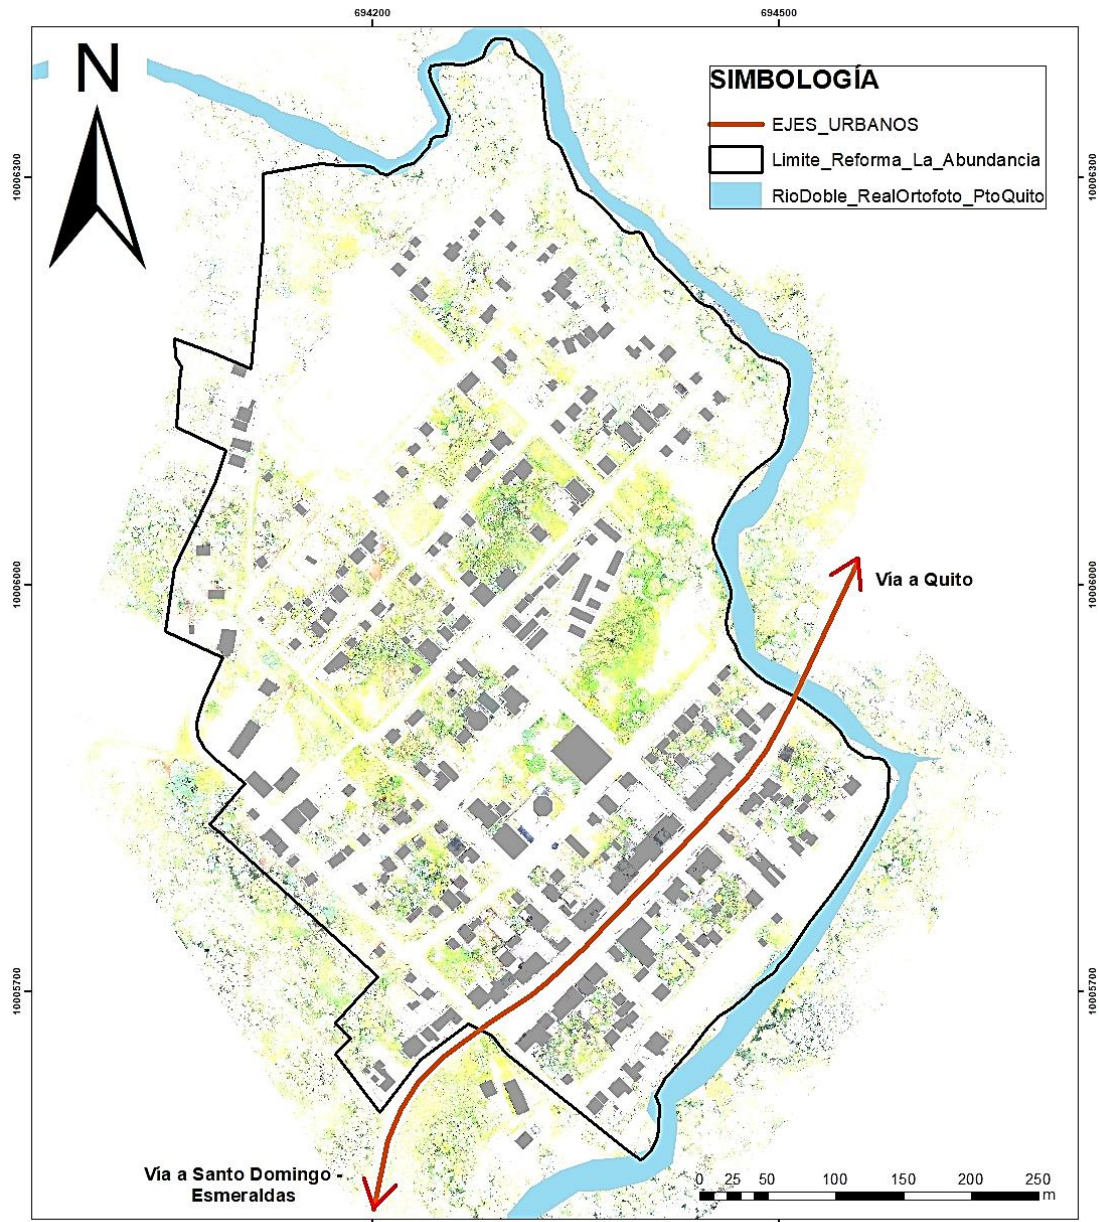 694200
694500
N
SIMBOLOGÍA
EJES_URBANOS
Limite_Reforma_La_Abundancia
RioDoble_RealOrtofoto_PtoQuito
10006300
10006300
10006000
Vía a Quito
10006000
10005700
10005700
Vía a Santo Domingo -
Esmeraldas
0 25 50 100 150 200 250
m